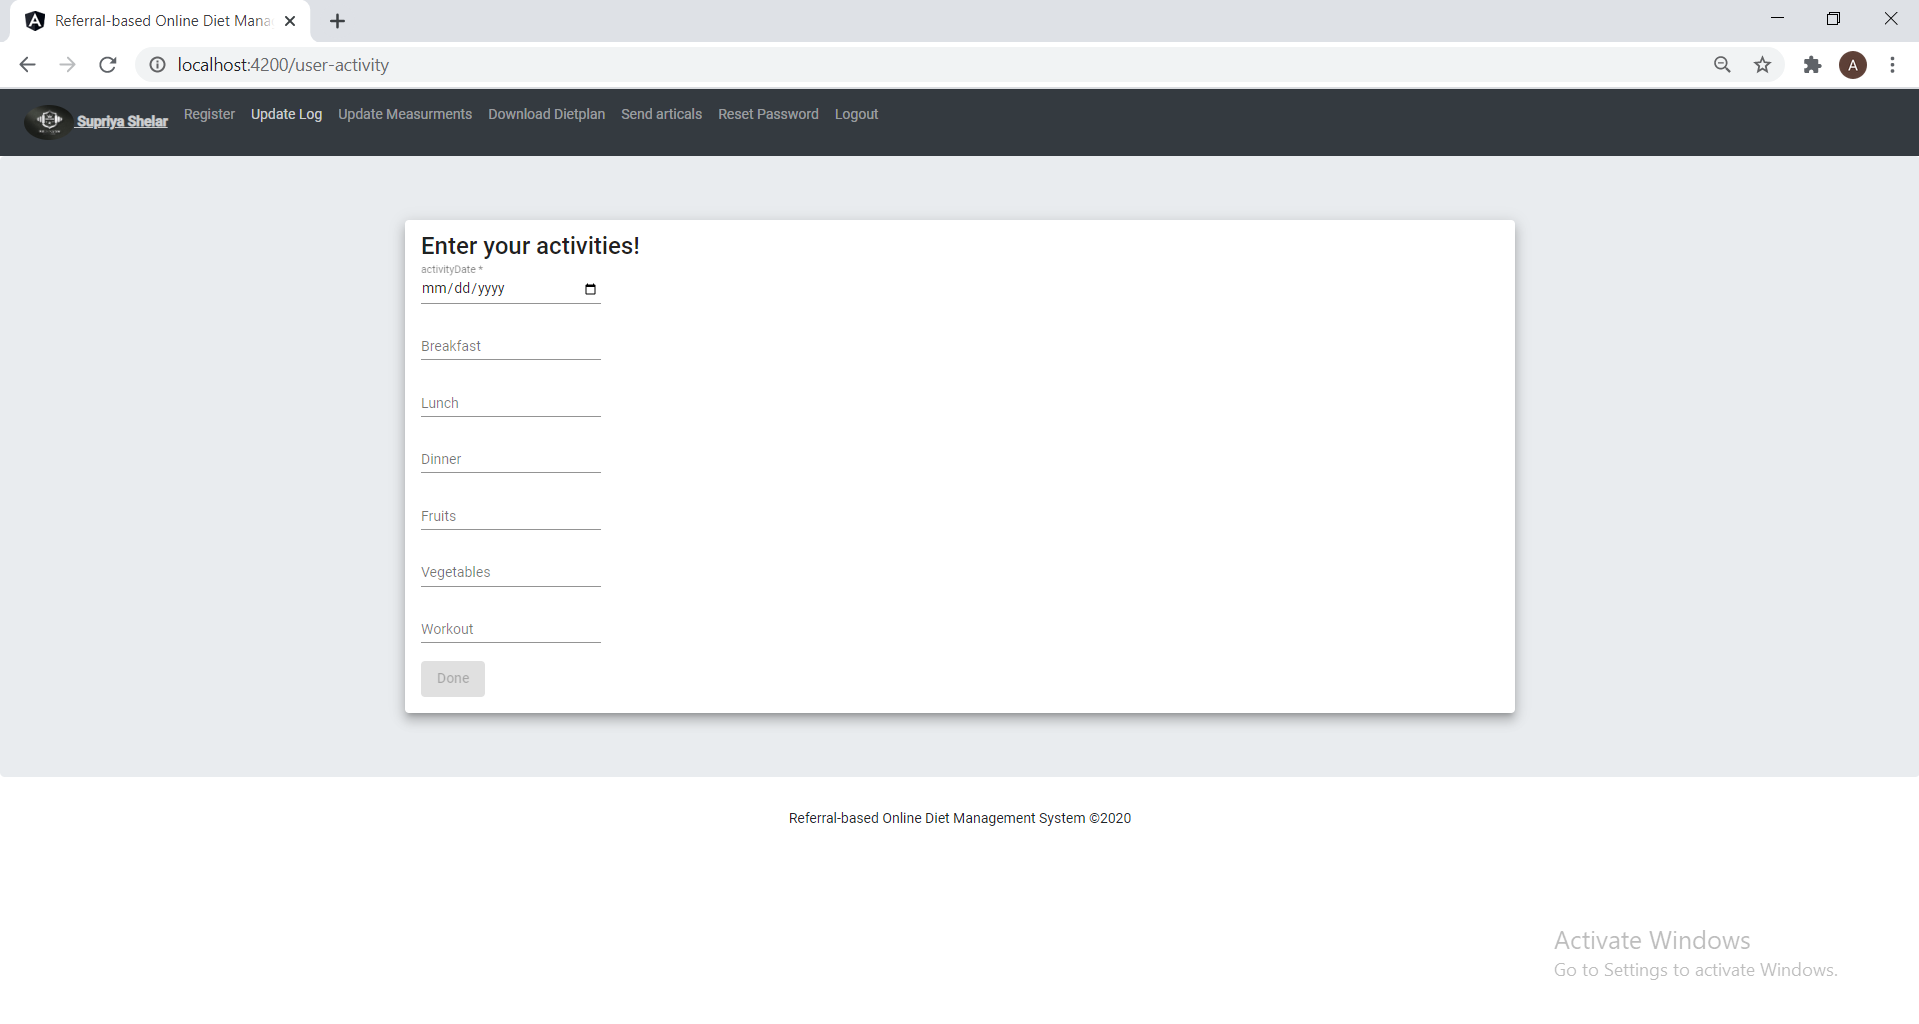 Referral-based Online Diet Mana
localhost:4200/user-activity
A
Supriya Shelar Register Update Log Update Measurments Download Dietplan Send articals Reset Password Logout
Enter your activities!
activityDate *
mm/dd/yyyy
Breakfast
Lunch
Dinner
Fruits
Vegetables
Workout
Done
Referral-based Online Diet Management System ©2020
Activate Windows
Go to Settings to activate Windows.